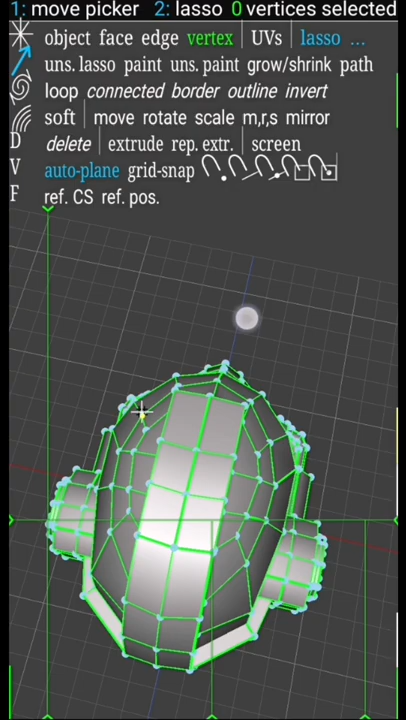 1: move picker 2: lasso 0 vertices selected
object face edge vertex | UVs | lasso ...
uns. lasso paint uns. paint grow/shrink path
loop connected border outline invert
soft | move rotate scale m,r,s mirror
D delete | extrude rep. extr. | screen
V auto-plane grid-snap
F ref. CS ref. pos.